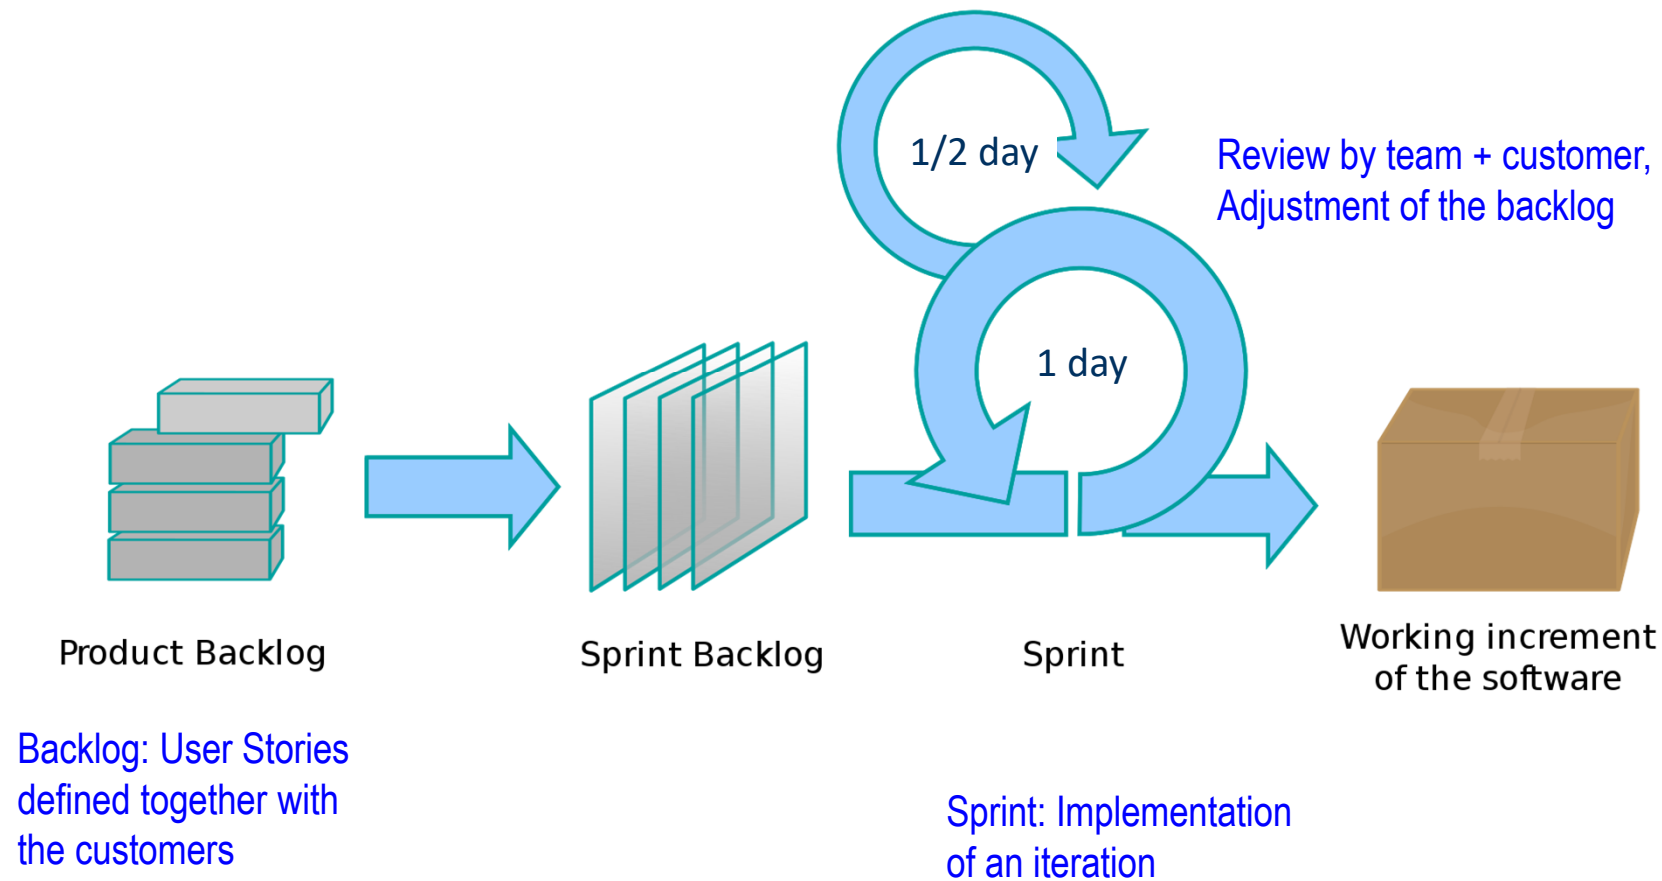 1/2 day
Review by team + customer,
Adjustment of the backlog
1 day
Product Backlog
Sprint Backlog
Sprint
Working increment
of the software
Backlog: User Stories
defined together with
the customers
Sprint: Implementation
of an iteration